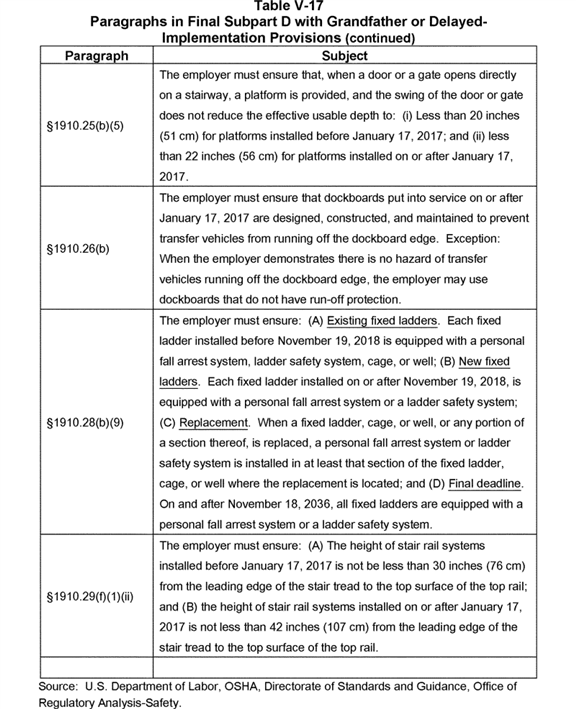 Table V-17
Paragraphs in Final Subpart D with Grandfather or Delayed-
Implementation Provisions (continued)
Paragraph
Subject
§1910.25(b)(5)
The employer must ensure that, when a door or a gate opens directly
on a stairway, a platform is provided, and the swing of the door or gate
does not reduce the effective usable depth to: (i) Less than 20 inches
(51 cm) for platforms installed before January 17, 2017; and (ii) less
than 22 inches (56 cm) for platforms installed on or after January 17,
2017.
§1910.26(b)
The employer must ensure that dockboards put into service on or after
January 17, 2017 are designed, constructed, and maintained to prevent
transfer vehicles from running off the dockboard edge. Exception:
When the employer demonstrates there is no hazard of transfer
vehicles running off the dockboard edge, the employer may use
dockboards that do not have run-off protection.
§1910.28(b)(9)
The employer must ensure: (A) Existing fixed ladders. Each fixed
ladder installed before November 19, 2018 is equipped with a personal
fall arrest system, ladder safety system, cage, or well; (B) New fixed
ladders. Each fixed ladder installed on or after November 19, 2018, is
equipped with a personal fall arrest system or a ladder safety system;
(C) Replacement. When a fixed ladder, cage, or well, or any portion of
a section thereof, is replaced, a personal fall arrest system or ladder
safety system is installed in at least that section of the fixed ladder,
cage, or well where the replacement is located; and (D) Final deadline.
On and after November 18, 2036, all fixed ladders are equipped with a
personal fall arrest system or a ladder safety system.
§1910.29(f)(1)(ii)
The employer must ensure: (A) The height of stair rail systems
installed before January 17, 2017 is not be less than 30 inches (76 cm)
from the leading edge of the stair tread to the top surface of the top rail;
and (B) the height of stair rail systems installed on or after January 17,
2017 is not less than 42 inches (107 cm) from the leading edge of the
stair tread to the top surface of the top rail.
Source: U.S. Department of Labor, OSHA, Directorate of Standards and Guidance, Office of
Regulatory Analysis-Safety.